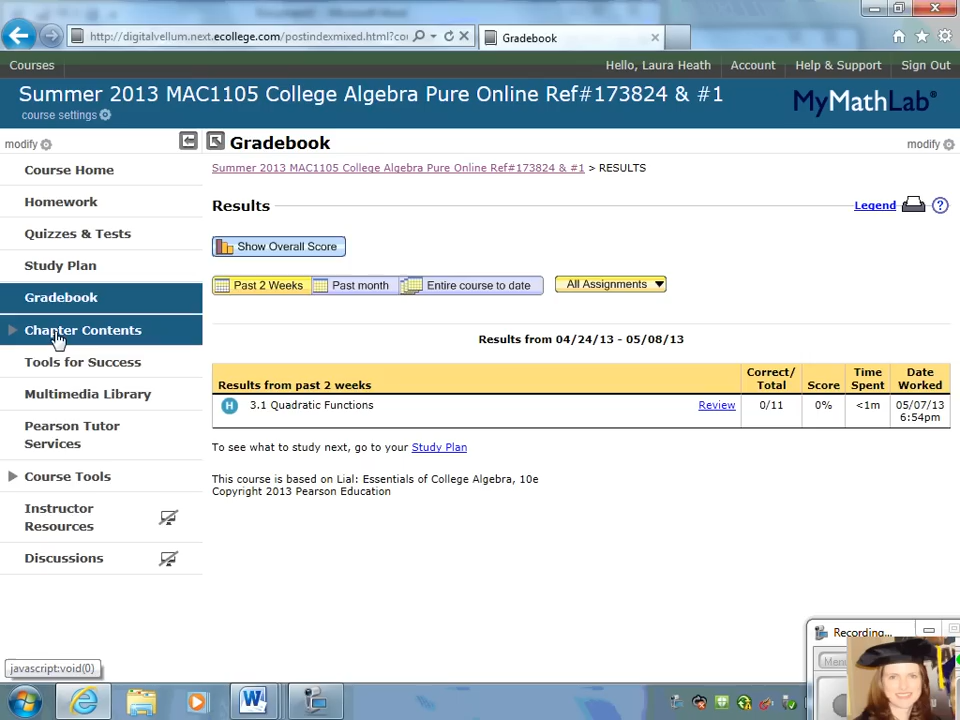 Document1 - Microsoft Word
http://digitalvellum.next.ecollege.com/postindexmixed.html?co
Gradebook
Courses
Hello, Laura Heath
Account
Help & Support
Sign Out
Summer 2013 MAC1105 College Algebra Pure Online Ref#173824 & #1
course settings
MyMathLab®
modify
Gradebook
modify
Course Home
Summer 2013 MAC1105 College Algebra Pure Online Ref#173824 & #1 > RESULTS
Homework
Results
Legend
?
Quizzes & Tests
Show Overall Score
Study Plan
Past 2 Weeks
Past month
Entire course to date
All Assignments
Gradebook
Chapter Contents
Results from 04/24/13 - 05/08/13
Tools for Success
Results from past 2 weeks
Correct/
Total
Score
Time
Spent
Date
Worked
Multimedia Library
H 3.1 Quadratic Functions
Review
0/11
0%
<1m
05/07/13
6:54pm
Pearson Tutor
Services
To see what to study next, go to your Study Plan
Course Tools
This course is based on Lial: Essentials of College Algebra, 10e
Copyright 2013 Pearson Education
Instructor
Resources
Discussions
Recording...
javascript:void(0)
Men
W